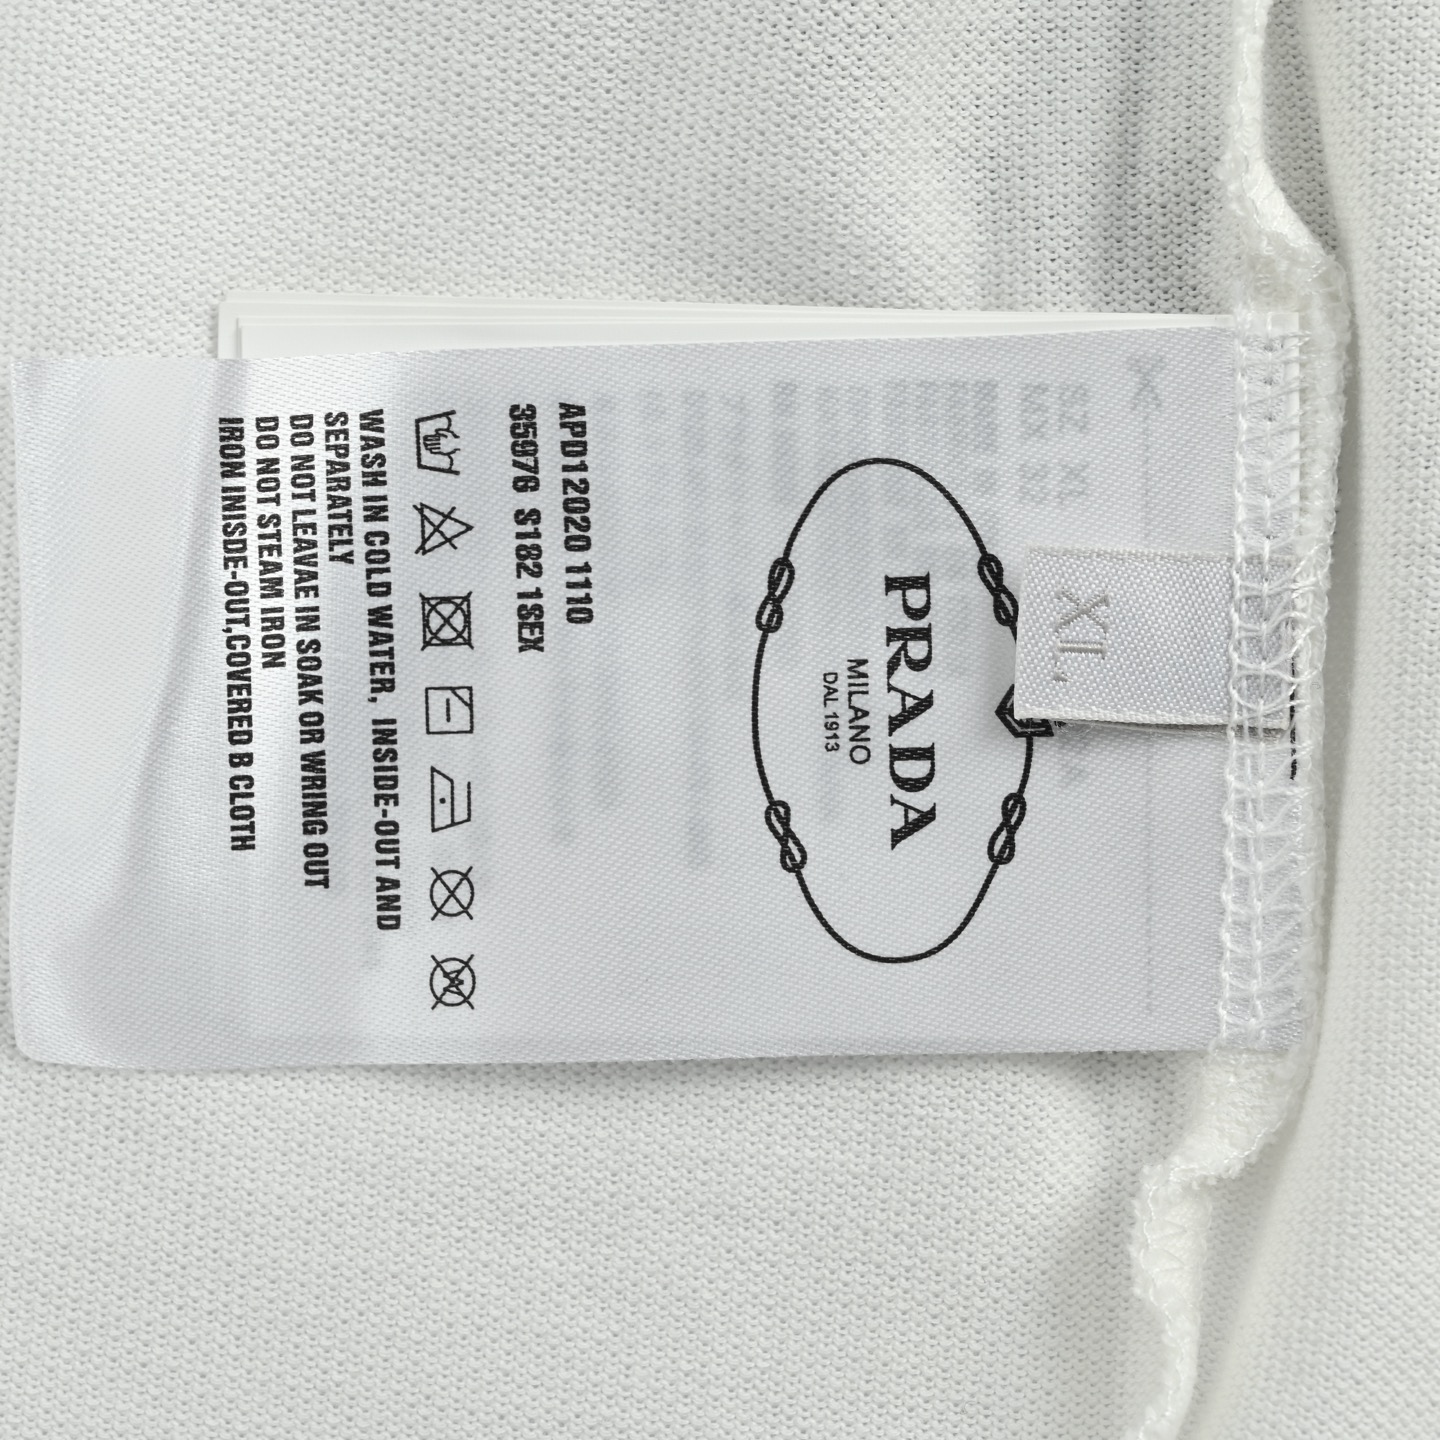 XL
PRADA
MILANO
DAL 1913
APD12020 1110
35976 S182 1SEX
WASH IN COLD WATER, INSIDE-OUT AND
SEPARATELY
DO NOT LEAVAE IN SOAK OR WRING OUT
DO NOT STEAM IRON
IRON INISDE-OUT,COVERED B CLOTH